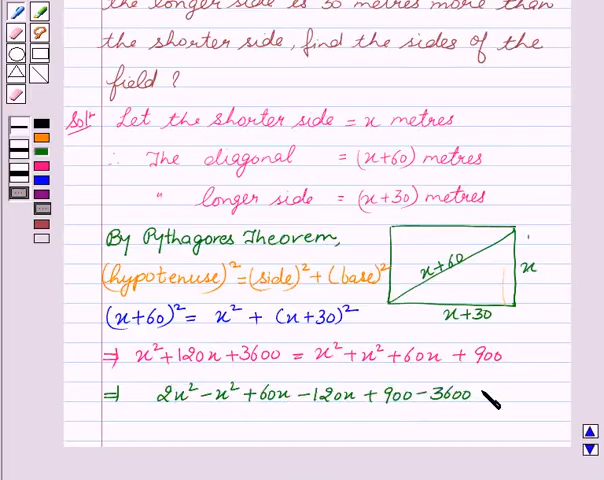 the longer side is 30 metres more than
the shorter side, find the sides of the
field?
Solⁿ Let the shorter side = x metres
∴ The diagonal = (x+60) metres
" longer side = (x+30) metres
By Pythagores Theorem,
(hypotenuse)² = (side)² + (base)²
x+60
x
x+30
(x+60)² = x² + (x+30)²
⇒ x² + 120x + 3600 = x² + x² + 60x + 900
⇒ 2x² - x² + 60x - 120x + 900 - 3600